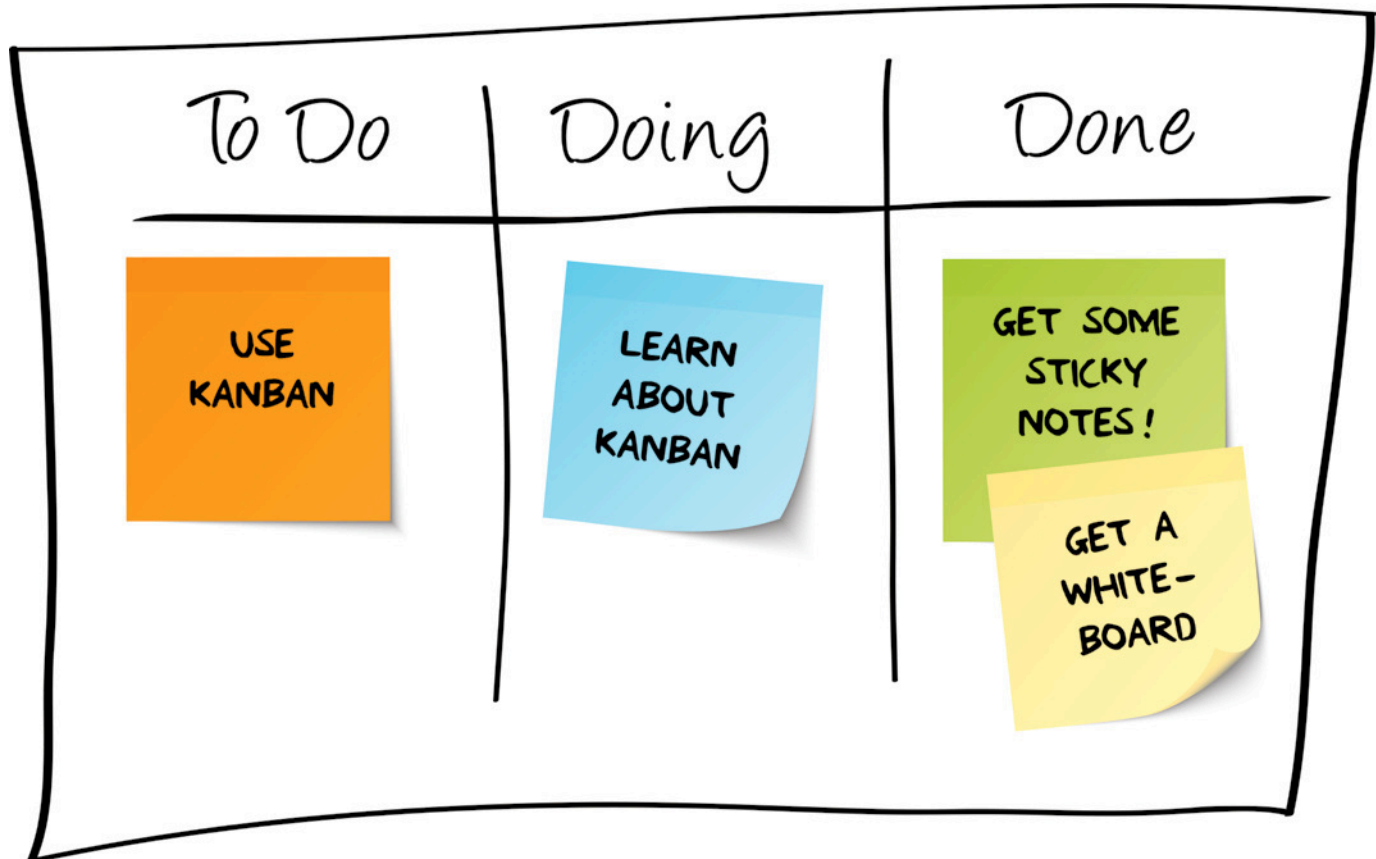 To Do
Doing
Done
USE
KANBAN
LEARN
ABOUT
KANBAN
GET SOME
STICKY
NOTES!
GET A
WHITE-
BOARD